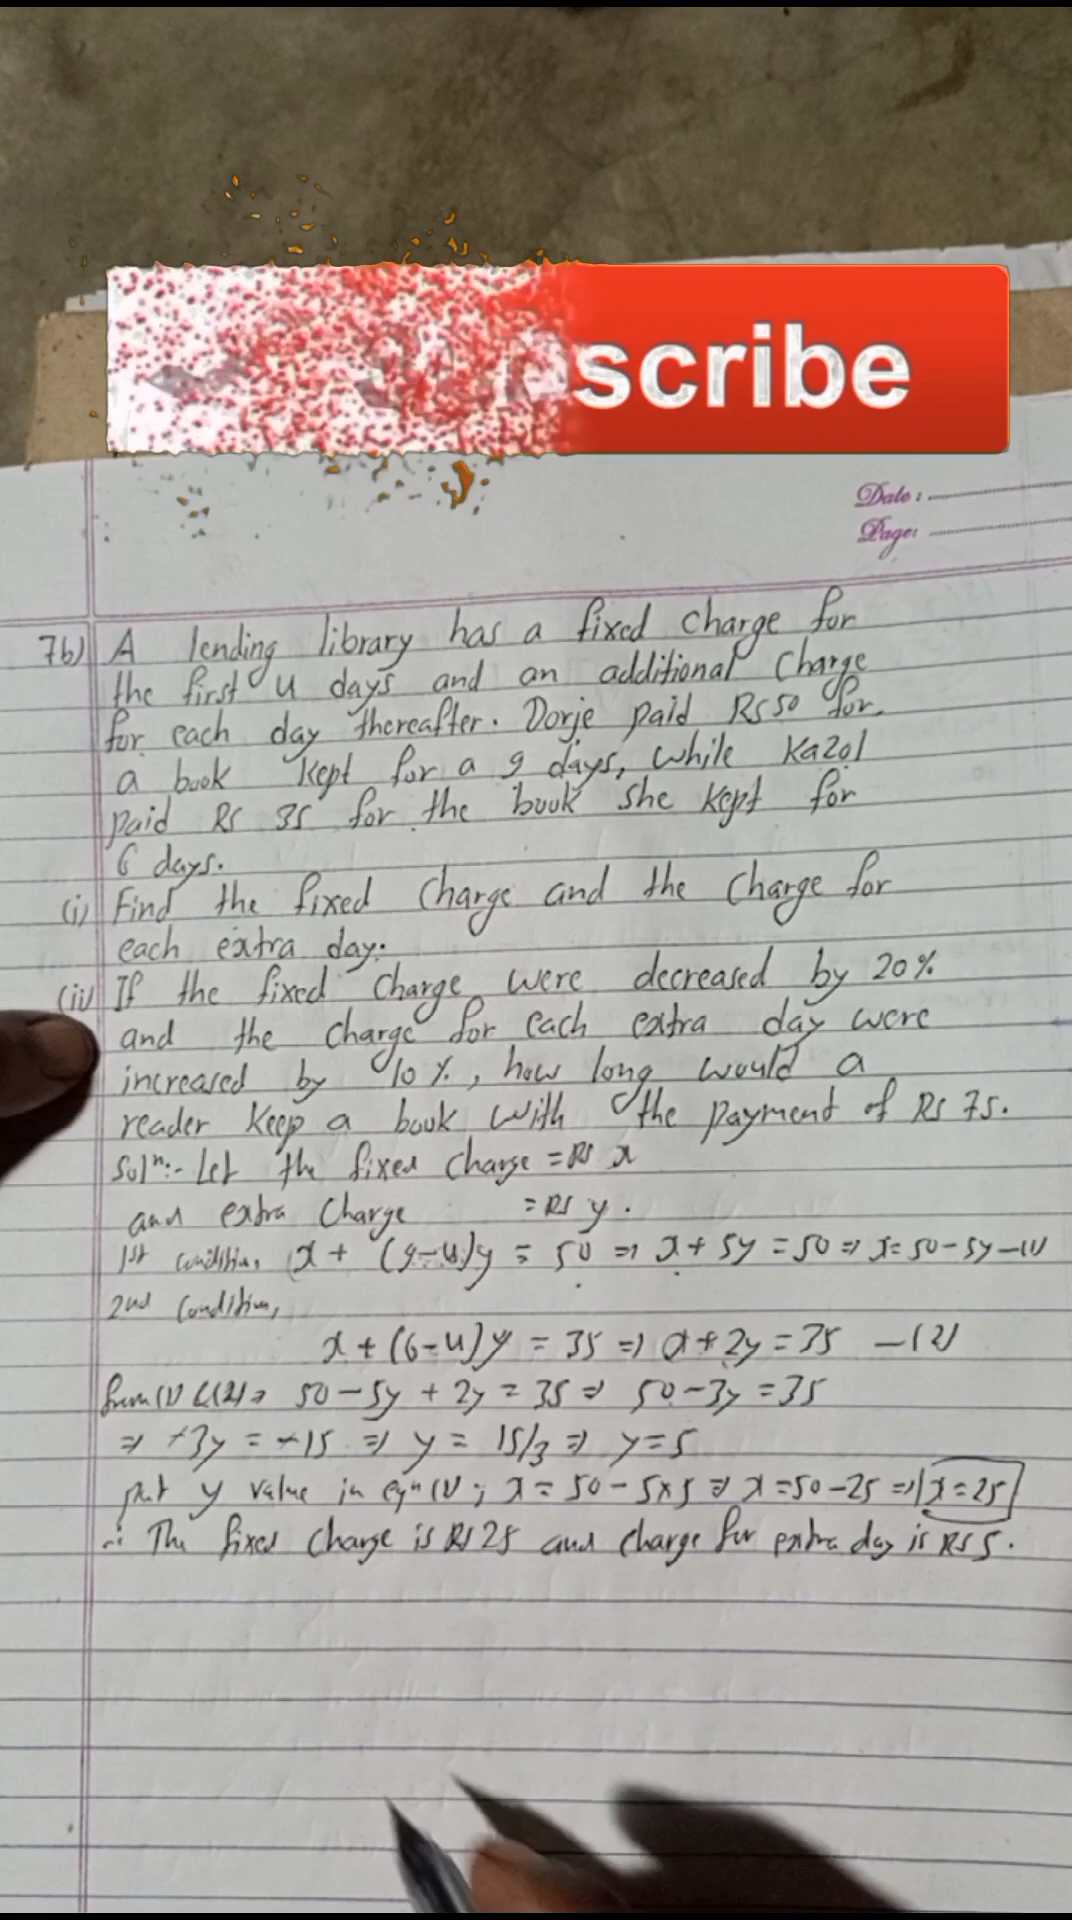 scribe
Date:
Page:
7b) A lending library has a fixed charge for
the first 4 days and an additional charge
for each day thereafter. Dorje paid Rs 50 for
a book kept for a 9 days, while Kazol
paid Rs 35 for the book she kept for
6 days.
(i) Find the fixed charge and the charge for
each extra day.
(ii) If the fixed charge were decreased by 20%
and the charge for each extra day were
increased by 10%, how long would a
reader keep a book with the payment of Rs 75.
Solⁿ:- Let the fixed charge = Rs x
and extra charge = Rs y.
1st condition, x + (9-4)y = 50 ⇒ x + 5y = 50 ⇒ x = 50 - 5y —(1)
2nd condition,
x + (6-4)y = 35 ⇒ x + 2y = 35 —(2)
from (1) & (2) ⇒ 50 - 5y + 2y = 35 ⇒ 50 - 3y = 35
⇒ -3y = -15 ⇒ y = 15/3 ⇒ y = 5
put y value in eqⁿ (1); x = 50 - 5×5 ⇒ x = 50 - 25 ⇒ x = 25
∴ The fixed charge is Rs 25 and charge for extra day is Rs 5.